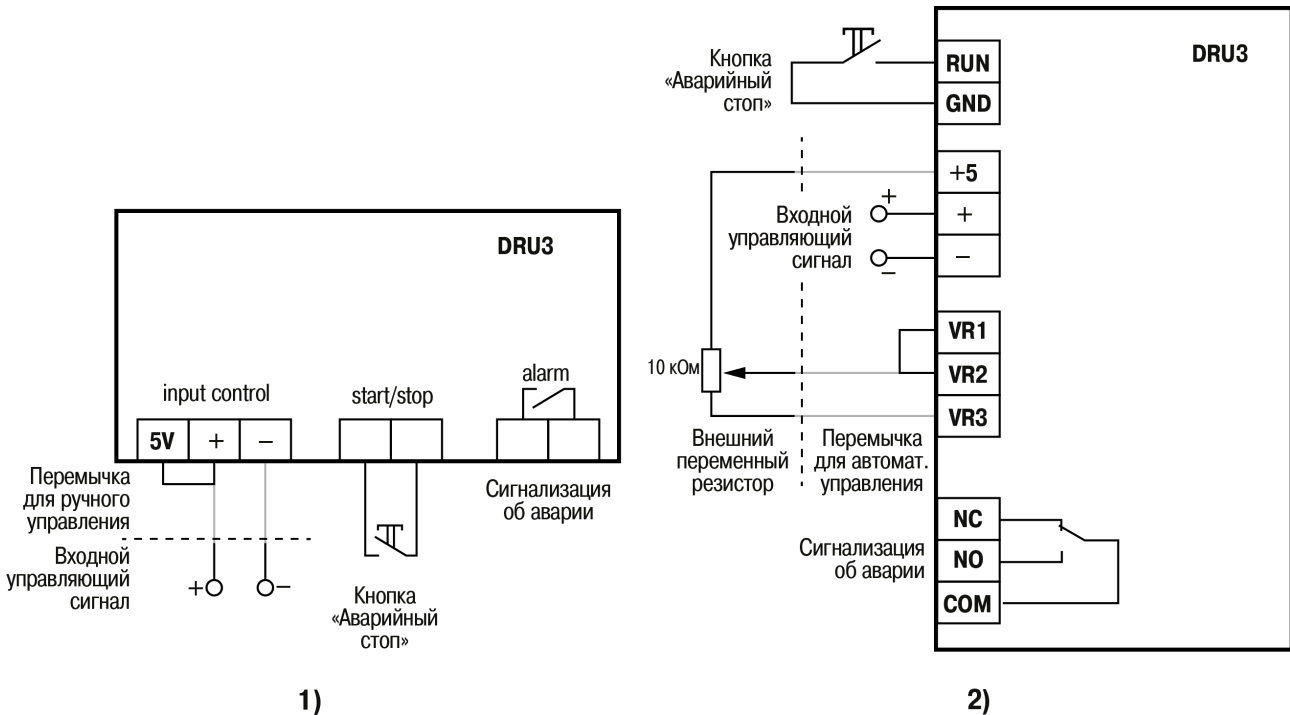 DRU3
input control
start/stop
alarm
5V
+
−
Перемычка
для ручного
управления
Входной
управляющий
сигнал
+
−
Кнопка
«Аварийный
стоп»
Сигнализация
об аварии
1)
DRU3
Кнопка
«Аварийный
стоп»
RUN
GND
+5
+
−
Входной
управляющий
сигнал
+
−
VR1
VR2
VR3
10 кОм
Внешний
переменный
резистор
Перемычка
для автомат.
управления
NC
NO
COM
Сигнализация
об аварии
2)